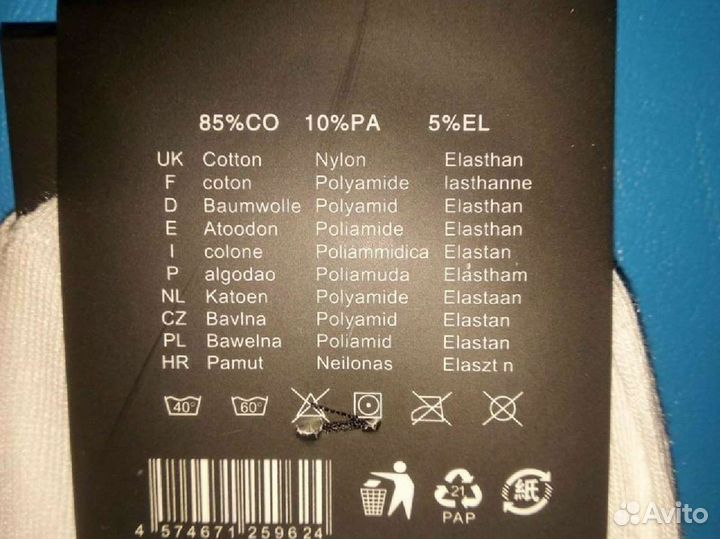 85%CO 10%PA 5%EL
UK Cotton Nylon Elasthan
F coton Polyamide lasthanne
D Baumwolle Polyamid Elasthan
E Atoodon Poliamide Elasthan
I colone Poliammidica Elastan
P algodao Poliamuda Elastham
NL Katoen Polyamide Elastaan
CZ Bavlna Polyamid Elastan
PL Bawelna Poliamid Elastan
HR Pamut Neilonas Elaszt n
40° 60°
4 574671 259624
21 紙
PAP
Avito